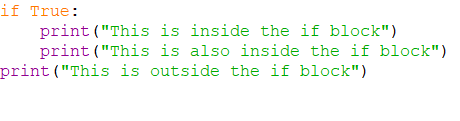 if True:
    print("This is inside the if block")
    print("This is also inside the if block")
print("This is outside the if block")